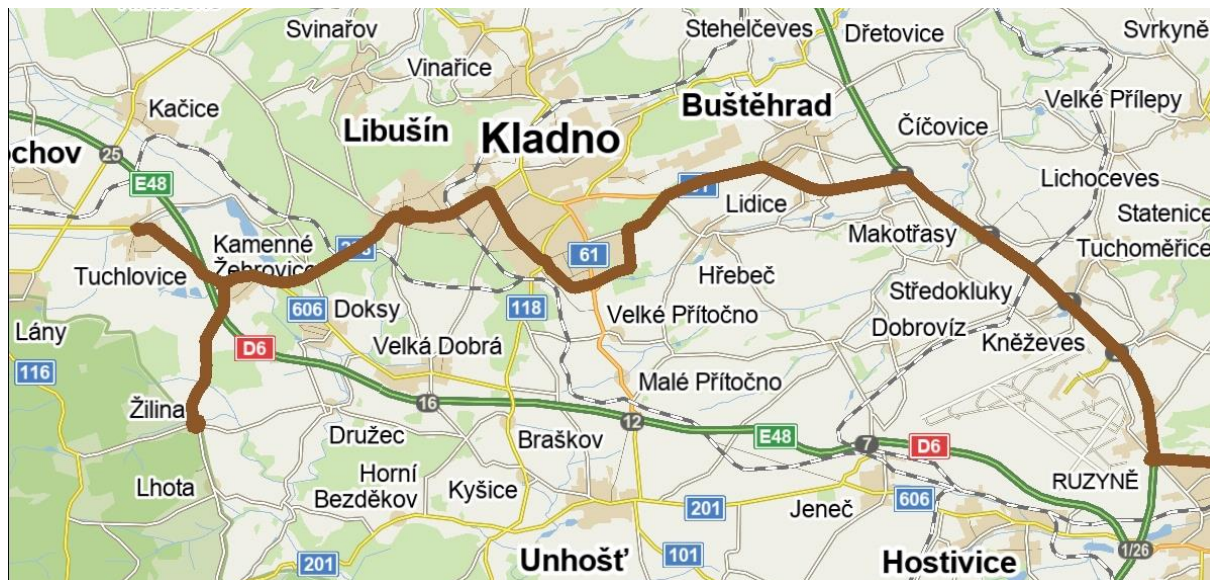 Svinařov
Stehelčeves
Dřetovice
Svrkyně
Vinařice
Kačice
Buštěhrad
Velké Přílepy
Libušín
Kladno
Číčovice
ochov
25
E48
Lichoceves
Lidice
Statenice
Kamenné
Žehrovice
61
Makotřasy
Tuchoměřice
Tuchlovice
Hřebeč
606
Doksy
118
Velké Přítočno
Středokluky
Lány
D6
Velká Dobrá
Dobrovíz
Kněževes
116
Malé Přítočno
16
Žilina
12
Družec
Braškov
E48
7
D6
Lhota
Horní
Bezděkov
Kyšice
RUZYNĚ
201
Jeneč
606
201
Unhošť
101
Hostivice
1/26